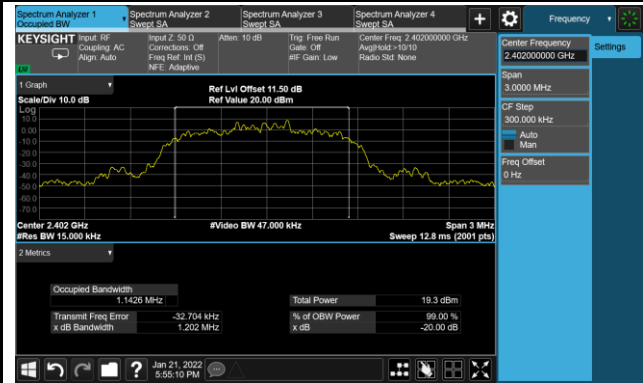 Spectrum Analyzer 1
Occupied BW
Spectrum Analyzer 2
Swept SA
Spectrum Analyzer 3
Swept SA
Spectrum Analyzer 4
Swept SA
+
Frequency
KEYSIGHT
Input: RF
Coupling: AC
Align: Auto
Input Z: 50 Ω
Corrections: Off
Freq Ref: Int (S)
NFE: Adaptive
Atten: 10 dB
Trig: Free Run
Gate: Off
#IF Gain: Low
Center Freq: 2.402000000 GHz
Avg|Hold:>10/10
Radio Std: None
Center Frequency
2.402000000 GHz
Settings
Span
3.0000 MHz
CF Step
300.000 kHz
Auto
Man
Freq Offset
0 Hz
1 Graph
Scale/Div 10.0 dB
Ref Lvl Offset 11.50 dB
Ref Value 20.00 dBm
Log
10.0
0.00
-10.0
-20.0
-30.0
-40.0
-50.0
-60.0
-70.0
Center 2.402 GHz
#Res BW 15.000 kHz
#Video BW 47.000 kHz
Span 3 MHz
Sweep 12.8 ms (2001 pts)
2 Metrics
Occupied Bandwidth
1.1426 MHz
Total Power 19.3 dBm
Transmit Freq Error -32.704 kHz
% of OBW Power 99.00 %
x dB Bandwidth 1.202 MHz
x dB -20.00 dB
?
Jan 21, 2022
5:55:10 PM